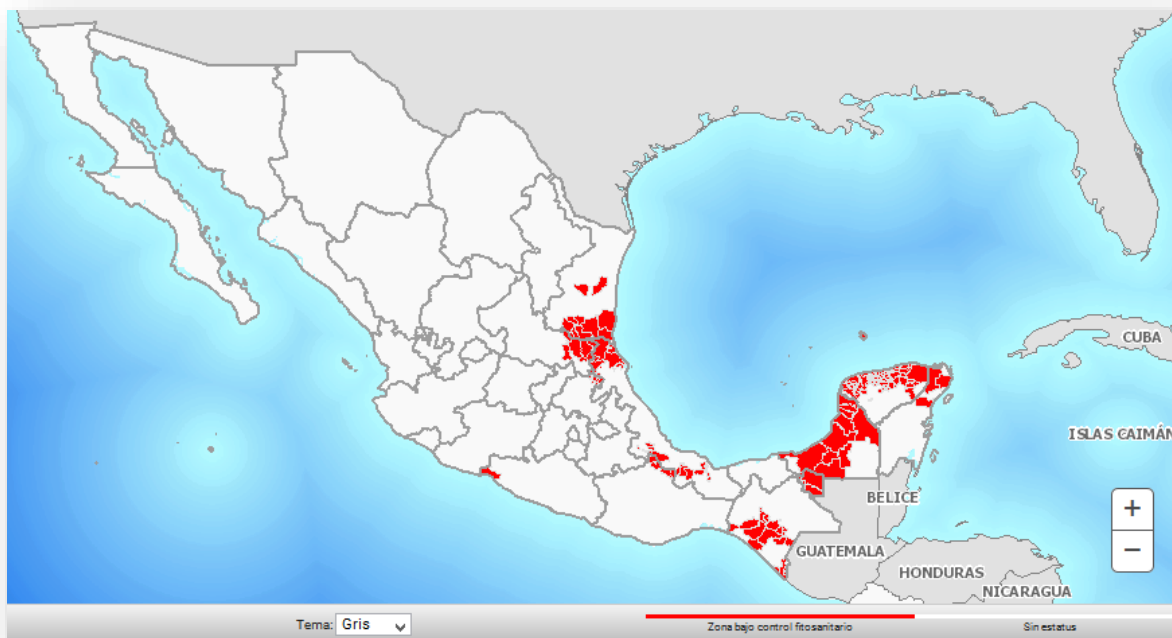 CUBA
ISLAS CAIMÁN
BELICE
+
GUATEMALA
−
HONDURAS
NICARAGUA
Tema: Gris
Zona bajo control fitosanitario
Sin estatus